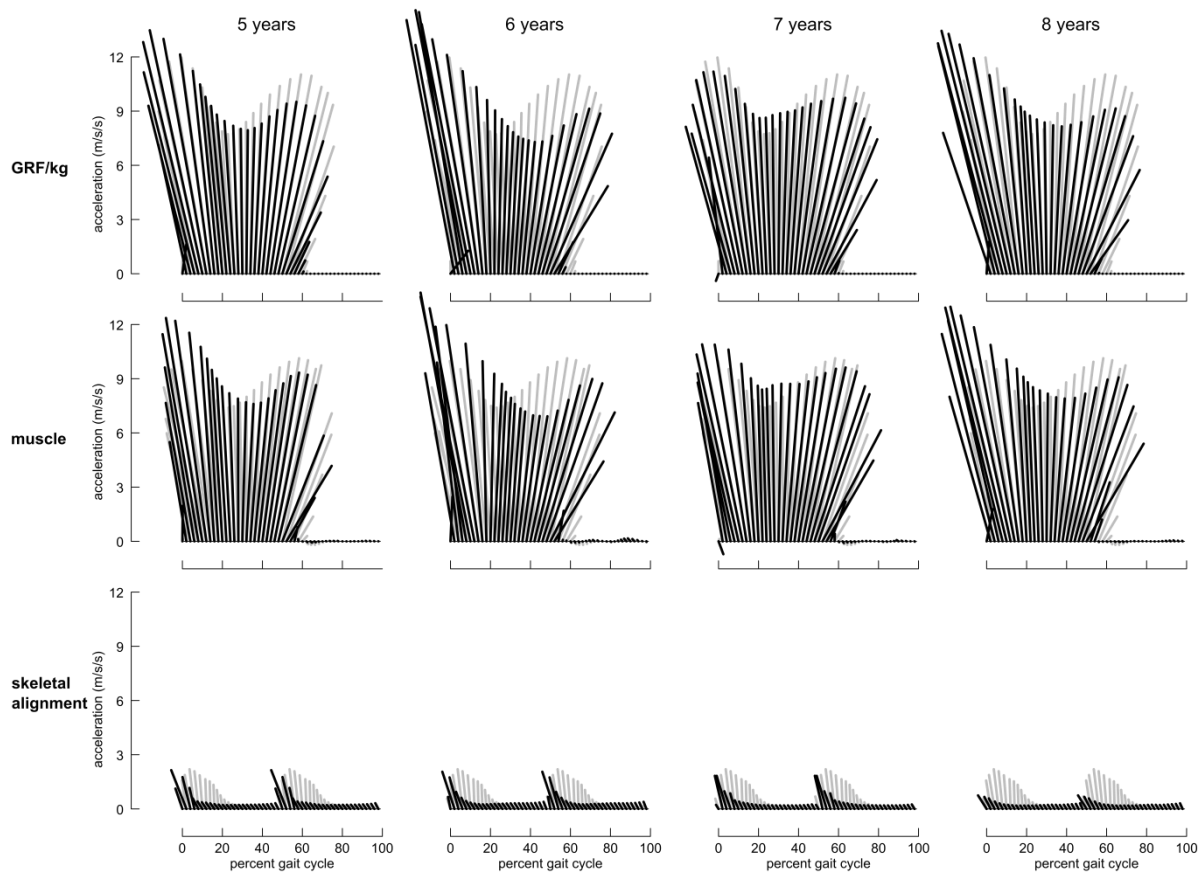 5 years
6 years
7 years
8 years
GRF/kg
acceleration (m/s/s)
12
9
6
3
0
muscle
acceleration (m/s/s)
12
9
6
3
0
skeletal
alignment
acceleration (m/s/s)
12
9
6
3
0
0 20 40 60 80 100
percent gait cycle
0 20 40 60 80 100
percent gait cycle
0 20 40 60 80 100
percent gait cycle
0 20 40 60 80 100
percent gait cycle